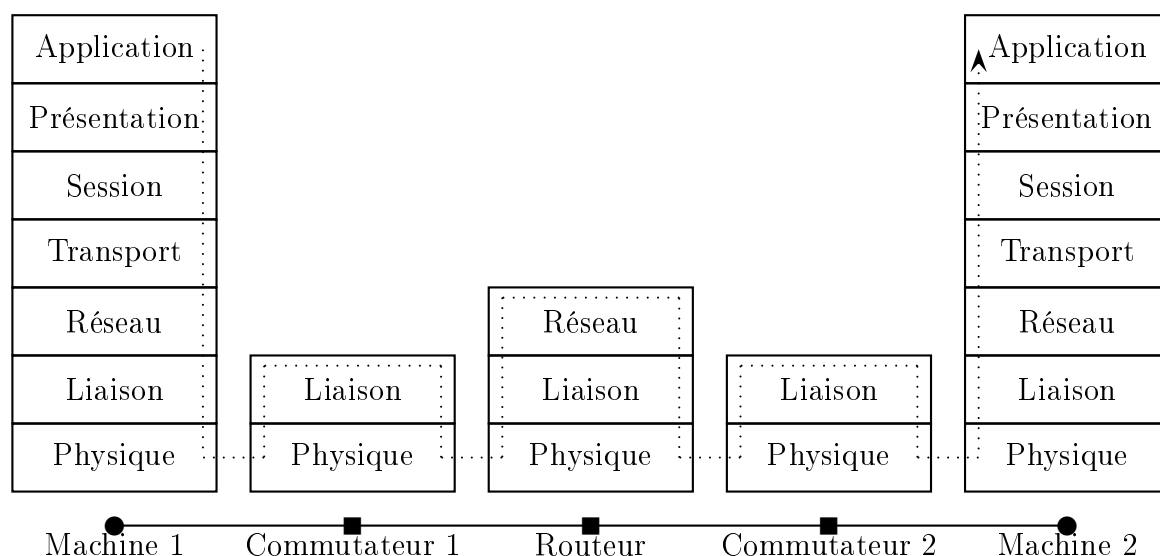 Application Application
Présentation Présentation
Session Session
Transport Transport
Réseau Réseau Réseau
Liaison Liaison Liaison Liaison Liaison
Physique Physique Physique Physique Physique
Machine 1 Commutateur 1 Routeur Commutateur 2 Machine 2